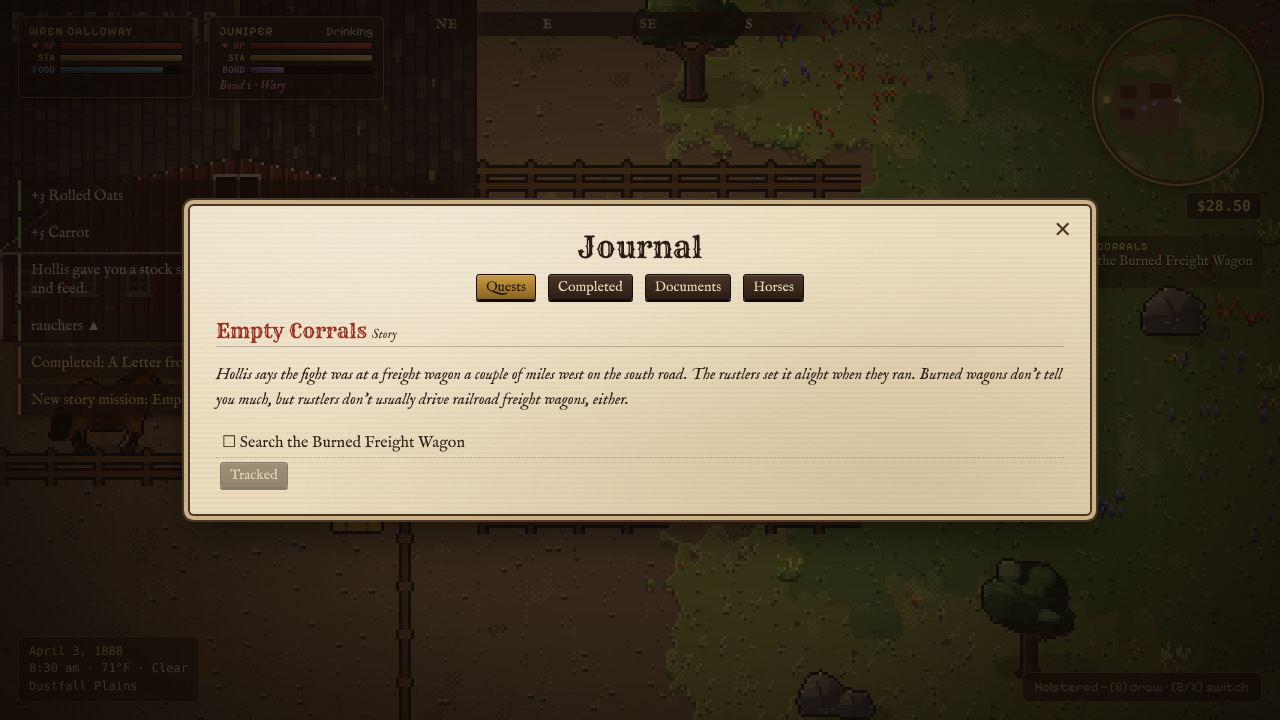 WREN CALLOWAY
♥ HP
STA
FOOD
JUNIPER Drinking
♥ HP
STA
BOND
Bond 1 · Wary
NE E SE S
$28.50
CORRALS
the Burned Freight Wagon
+3 Rolled Oats
+5 Carrot
Hollis gave you a stock s
and feed.
ranchers ▲
Completed: A Letter fro
New story mission: Emp
Journal
✕
Quests Completed Documents Horses
Empty Corrals Story
Hollis says the fight was at a freight wagon a couple of miles west on the south road. The rustlers set it alight when they ran. Burned wagons don't tell
you much, but rustlers don't usually drive railroad freight wagons, either.
☐ Search the Burned Freight Wagon
Tracked
April 3, 1888
8:30 am · 71°F · Clear
Dustfall Plains
Holstered – (G) draw · (Z/X) switch